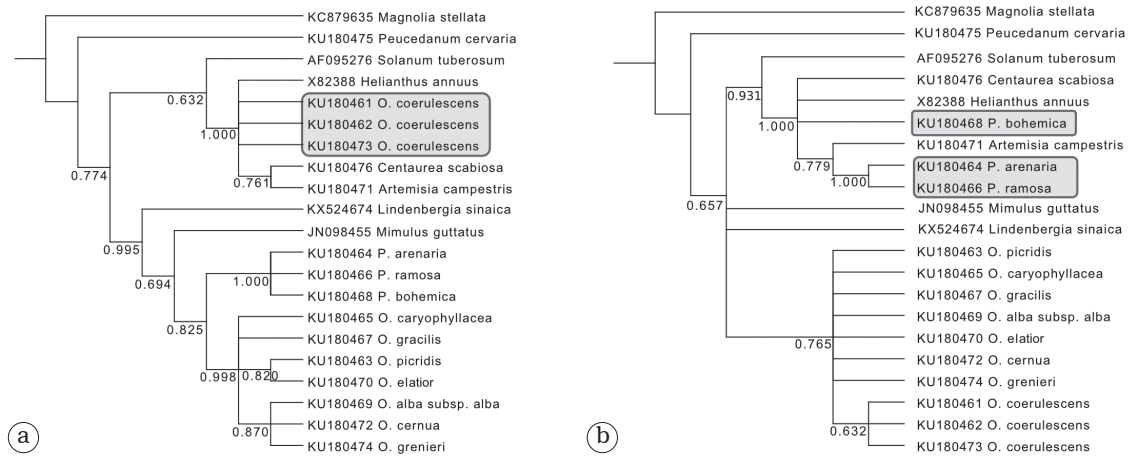 KC879635 Magnolia stellata
KU180475 Peucedanum cervaria
AF095276 Solanum tuberosum
X82388 Helianthus annuus
0.632
KU180461 O. coerulescens
KU180462 O. coerulescens
1.000
KU180473 O. coerulescens
KU180476 Centaurea scabiosa
0.774
0.761
KU180471 Artemisia campestris
KX524674 Lindenbergia sinaica
JN098455 Mimulus guttatus
0.995
KU180464 P. arenaria
KU180466 P. ramosa
0.694
1.000
KU180468 P. bohemica
KU180465 O. caryophyllacea
0.825
KU180467 O. gracilis
KU180463 O. picridis
0.998
0.820
KU180470 O. elatior
KU180469 O. alba subsp. alba
KU180472 O. cernua
0.870
KU180474 O. grenieri
a
KC879635 Magnolia stellata
KU180475 Peucedanum cervaria
AF095276 Solanum tuberosum
KU180476 Centaurea scabiosa
0.931
X82388 Helianthus annuus
KU180468 P. bohemica
1.000
KU180471 Artemisia campestris
0.779
KU180464 P. arenaria
1.000
KU180466 P. ramosa
0.657
JN098455 Mimulus guttatus
KX524674 Lindenbergia sinaica
KU180463 O. picridis
KU180465 O. caryophyllacea
KU180467 O. gracilis
KU180469 O. alba subsp. alba
KU180470 O. elatior
0.765
KU180472 O. cernua
KU180474 O. grenieri
KU180461 O. coerulescens
KU180462 O. coerulescens
0.632
KU180473 O. coerulescens
b